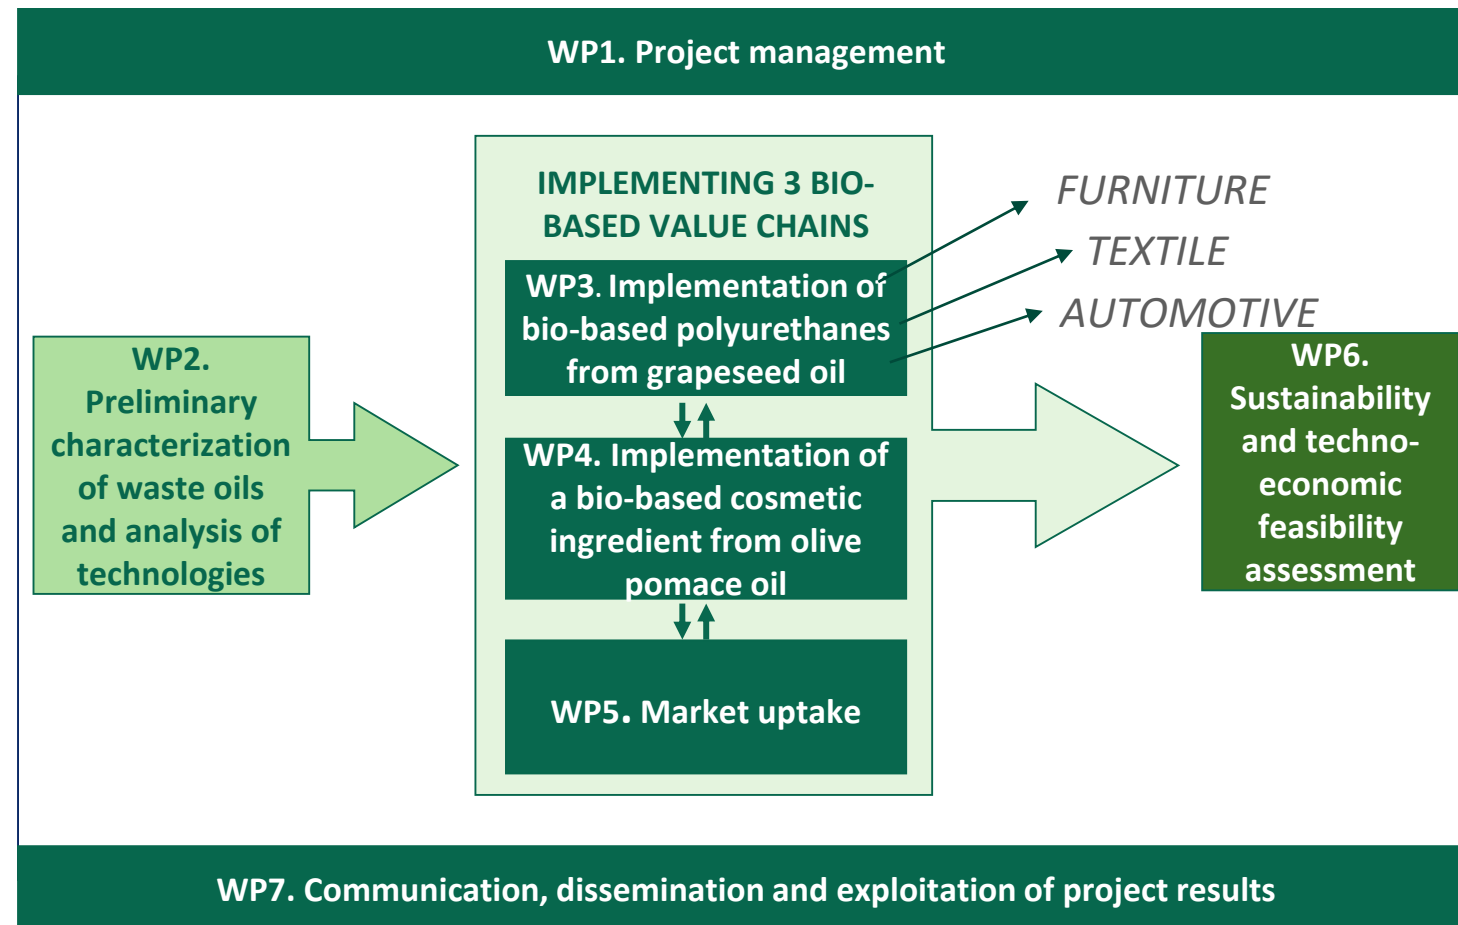 WP1. Project management
IMPLEMENTING 3 BIO-
BASED VALUE CHAINS
FURNITURE
TEXTILE
AUTOMOTIVE
WP3. Implementation of
bio-based polyurethanes
from grapeseed oil
WP2.
Preliminary
characterization
of waste oils
and analysis of
technologies
WP4. Implementation of
a bio-based cosmetic
ingredient from olive
pomace oil
WP5. Market uptake
WP6.
Sustainability
and techno-
economic
feasibility
assessment
WP7. Communication, dissemination and exploitation of project results